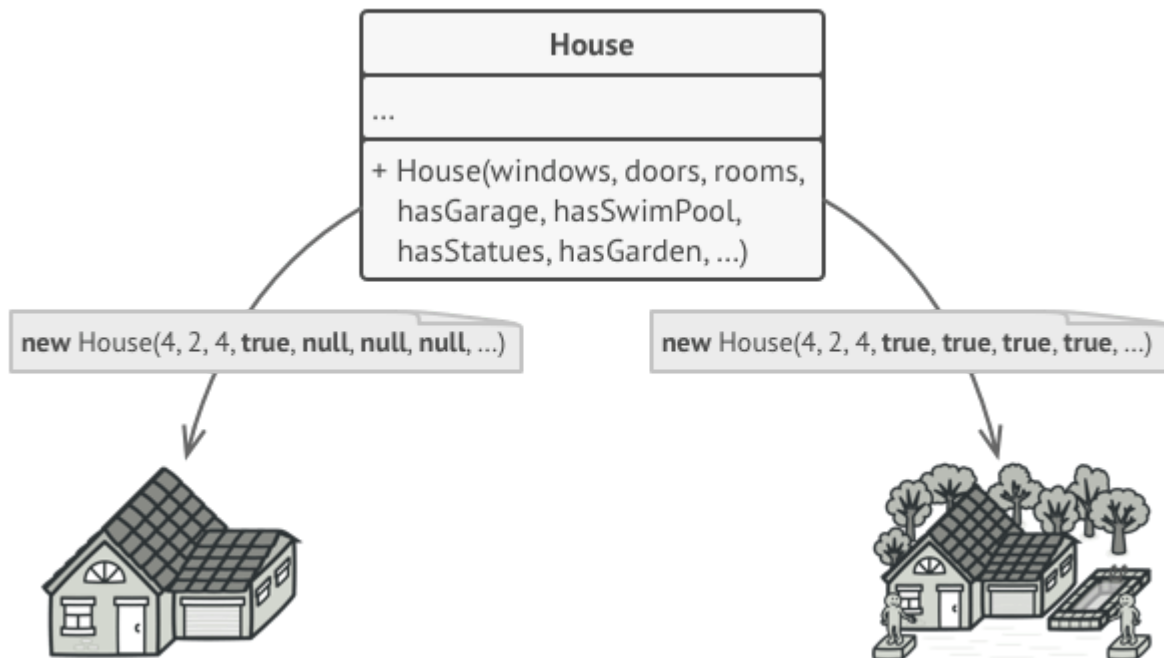 House
...
+ House(windows, doors, rooms,
hasGarage, hasSwimPool,
hasStatues, hasGarden, ...)
new House(4, 2, 4, true, null, null, null, ...)
new House(4, 2, 4, true, true, true, true, ...)